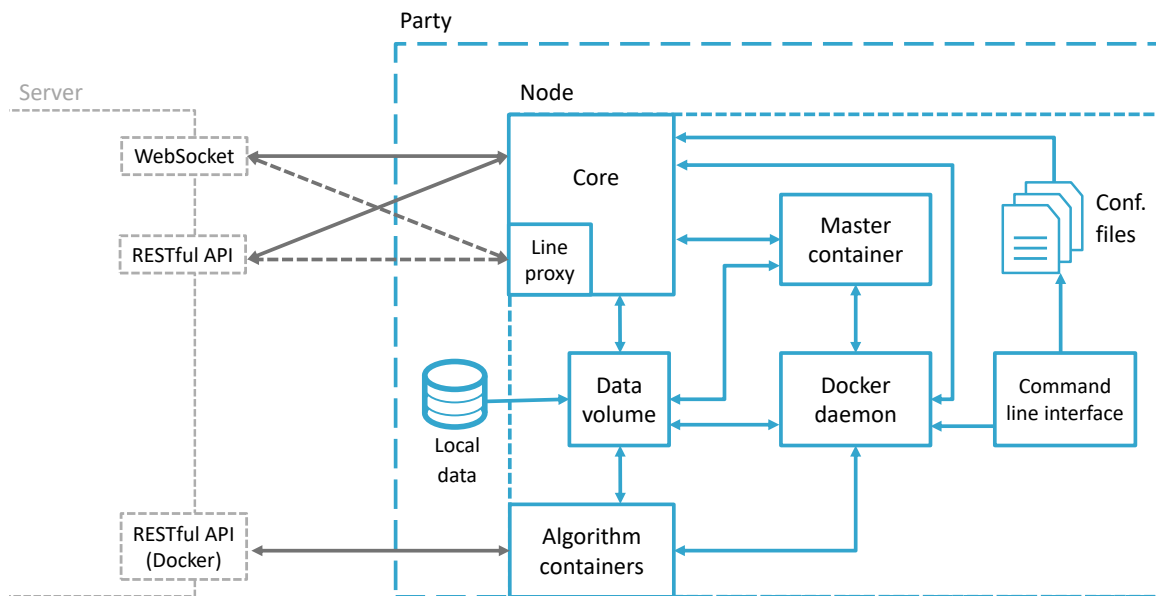 Party
Server
Node
WebSocket
Core
Master
container
Conf.
files
RESTful API
Line
proxy
Data
volume
Docker
daemon
Command
line interface
Local
data
RESTful API
(Docker)
Algorithm
containers